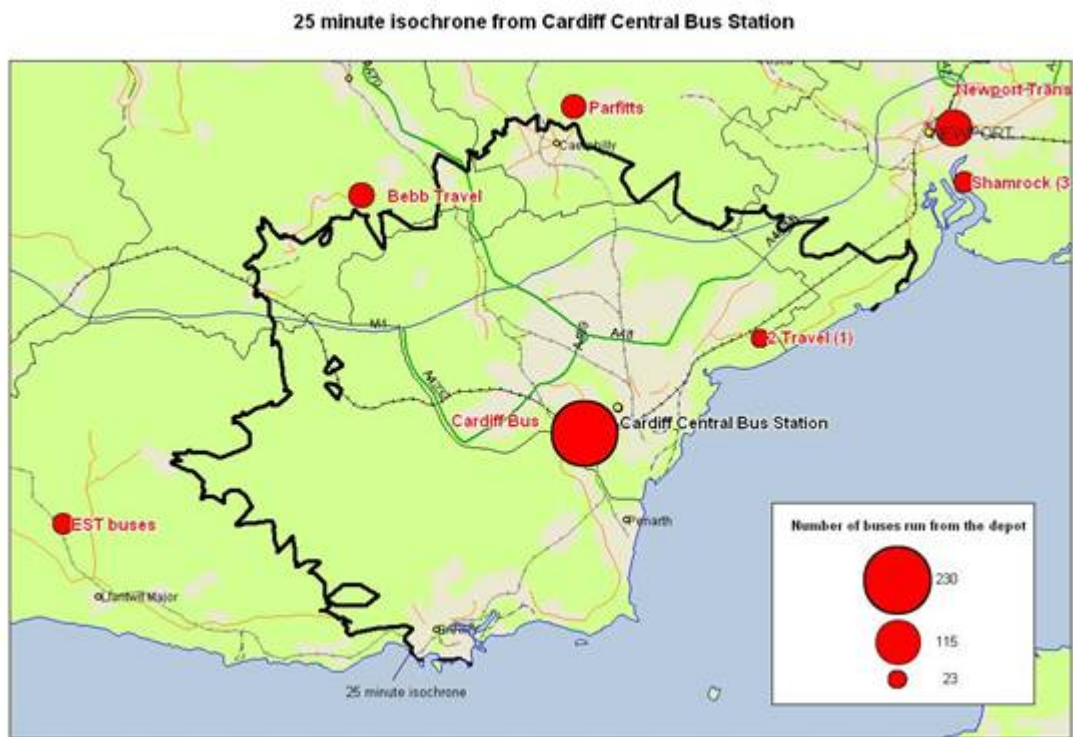 25 minute isochrone from Cardiff Central Bus Station
A470
Newport Trans
Parfitts
NEWPORT
Caerphilly
Shamrock (3
Bebb Travel
M4
A48
2 Travel (1)
A4232
Cardiff Bus
Cardiff Central Bus Station
EST buses
Penarth
Llantwit Major
25 minute isochrone
Number of buses run from the depot
230
115
23